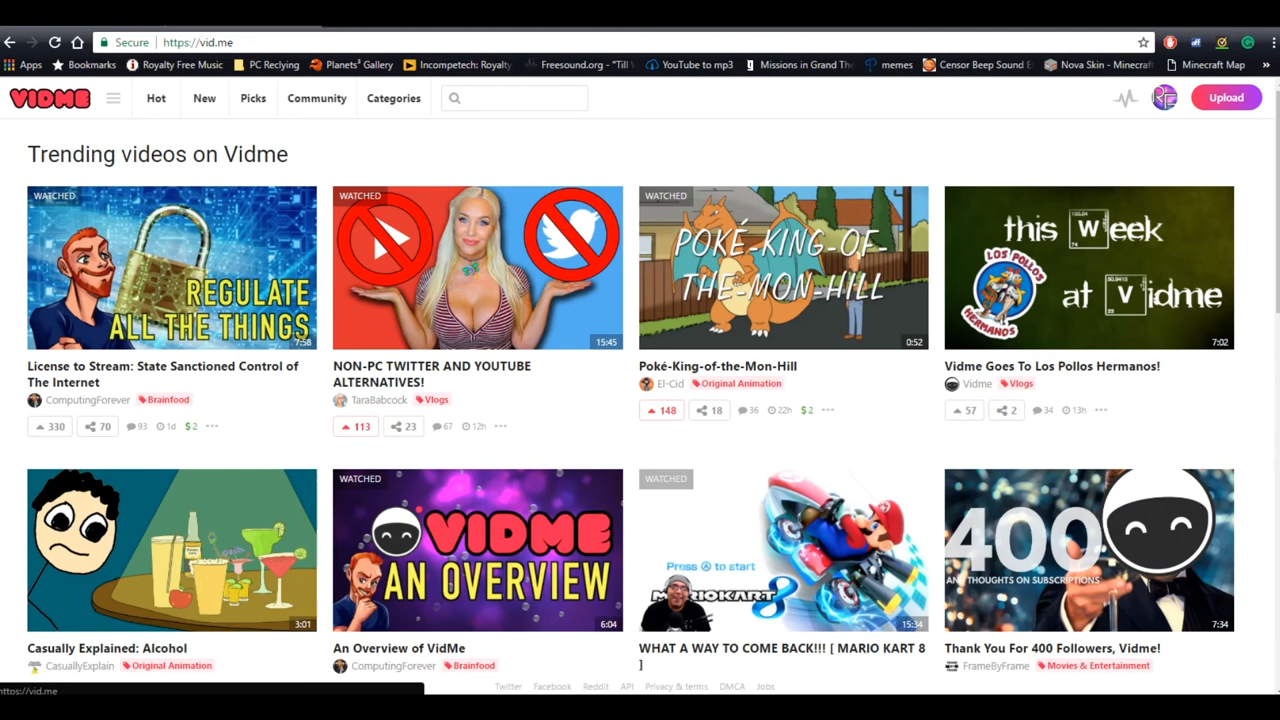 Secure https://vid.me
Apps Bookmarks Royalty Free Music PC Reclying Planets³ Gallery Incompetech: Royalty Freesound.org - "Till V YouTube to mp3 Missions in Grand The memes Censor Beep Sound E Nova Skin - Minecraft Minecraft Map »
VIDME Hot New Picks Community Categories RE Upload
Trending videos on Vidme
WATCHED
REGULATE
ALL THE THINGS
7:58
License to Stream: State Sanctioned Control of
The Internet
ComputingForever Brainfood
330 70 93 1d $2
WATCHED
15:45
NON-PC TWITTER AND YOUTUBE
ALTERNATIVES!
TaraBabcock Vlogs
113 23 67 12h
WATCHED
POKÉ-KING-OF-
THE-MON-HILL
0:52
Poké-King-of-the-Mon-Hill
El-Cid Original Animation
148 18 36 22h $2
this Week
at Vidme
LOS POLLOS
HERMANOS
7:02
Vidme Goes To Los Pollos Hermanos!
Vidme Vlogs
57 2 34 13h
3:01
Casually Explained: Alcohol
CasuallyExplain Original Animation
WATCHED
VIDME
AN OVERVIEW
6:04
An Overview of VidMe
ComputingForever Brainfood
WATCHED
Press A to start
MARIOKART 8
15:34
WHAT A WAY TO COME BACK!!! [ MARIO KART 8
]
400
AND THOUGHTS ON SUBSCRIPTIONS
7:34
Thank You For 400 Followers, Vidme!
FrameByFrame Movies & Entertainment
https://vid.me
Twitter Facebook Reddit API Privacy & terms DMCA Jobs